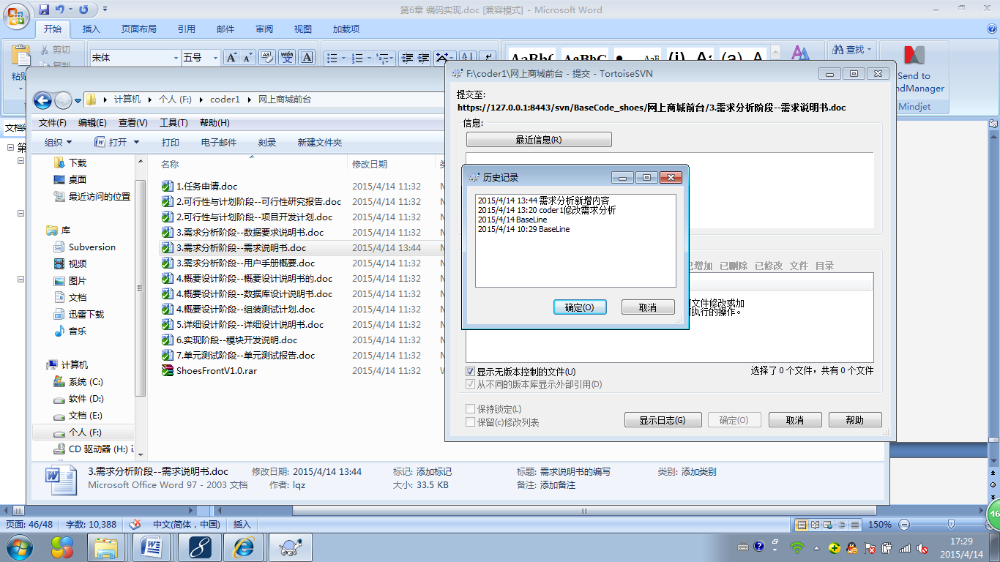 第6章 编码实现.doc [兼容模式] - Microsoft Word
开始 插入 页面布局 引用 邮件 审阅 视图 加载项
剪切
宋体 五号
查找
Send to
Mindjet
计算机 个人 (F:) coder1 网上商城前台
文件(F) 编辑(E) 查看(V) 工具(T) 帮助(H)
组织 打开 打印 电子邮件 刻录 新建文件夹
下载
桌面
最近访问的位置
库
Subversion
视频
图片
文档
迅雷下载
音乐
计算机
系统 (C:)
软件 (D:)
文档 (E:)
个人 (F:)
CD 驱动器 (H:) i
名称 修改日期
1.任务申请.doc 2015/4/14 11:32
2.可行性与计划阶段--可行性研究报告.doc 2015/4/14 11:32
2.可行性与计划阶段--项目开发计划.doc 2015/4/14 11:32
3.需求分析阶段--数据要求说明书.doc 2015/4/14 11:32
3.需求分析阶段--需求说明书.doc 2015/4/14 13:44
3.需求分析阶段--用户手册概要.doc 2015/4/14 11:32
4.概要设计阶段--概要设计说明书的.doc 2015/4/14 11:32
4.概要设计阶段--数据库设计说明书.doc 2015/4/14 11:32
4.概要设计阶段--组装测试计划.doc 2015/4/14 11:32
5.详细设计阶段--详细设计说明书.doc 2015/4/14 11:32
6.实现阶段--模块开发说明.doc 2015/4/14 11:32
7.单元测试阶段--单元测试报告.doc 2015/4/14 11:32
ShoesFrontV1.0.rar 2015/4/14 11:32
3.需求分析阶段--需求说明书.doc 修改日期: 2015/4/14 13:44 标记: 添加标记 标题: 需求说明书的编写 类别: 添加类别
Microsoft Office Word 97 - 2003 文档 作者: lqz 大小: 33.5 KB 备注: 添加备注
F:\coder1\网上商城前台 - 提交 - TortoiseSVN
提交至:
https://127.0.0.1:8443/svn/BaseCode_shoes/网上商城前台/3.需求分析阶段--需求说明书.doc
信息:
最近信息(R)
历史记录
2015/4/14 13:44 需求分析新增内容
2015/4/14 13:20 coder1修改需求分析
2015/4/14 BaseLine
2015/4/14 10:29 BaseLine
确定(O) 取消
已增加 已删除 已修改 文件 目录
文件修改或加
执行的操作。
显示无版本控制的文件(U) 选择了 0 个文件，共有 0 个文件
从不同的版本库显示外部引用(D)
保持锁定(L)
保留(c)修改列表
显示日志(G) 确定(O) 取消 帮助
页面: 46/48 字数: 10,388 中文(简体，中国) 插入 150%
46
17:29
2015/4/14